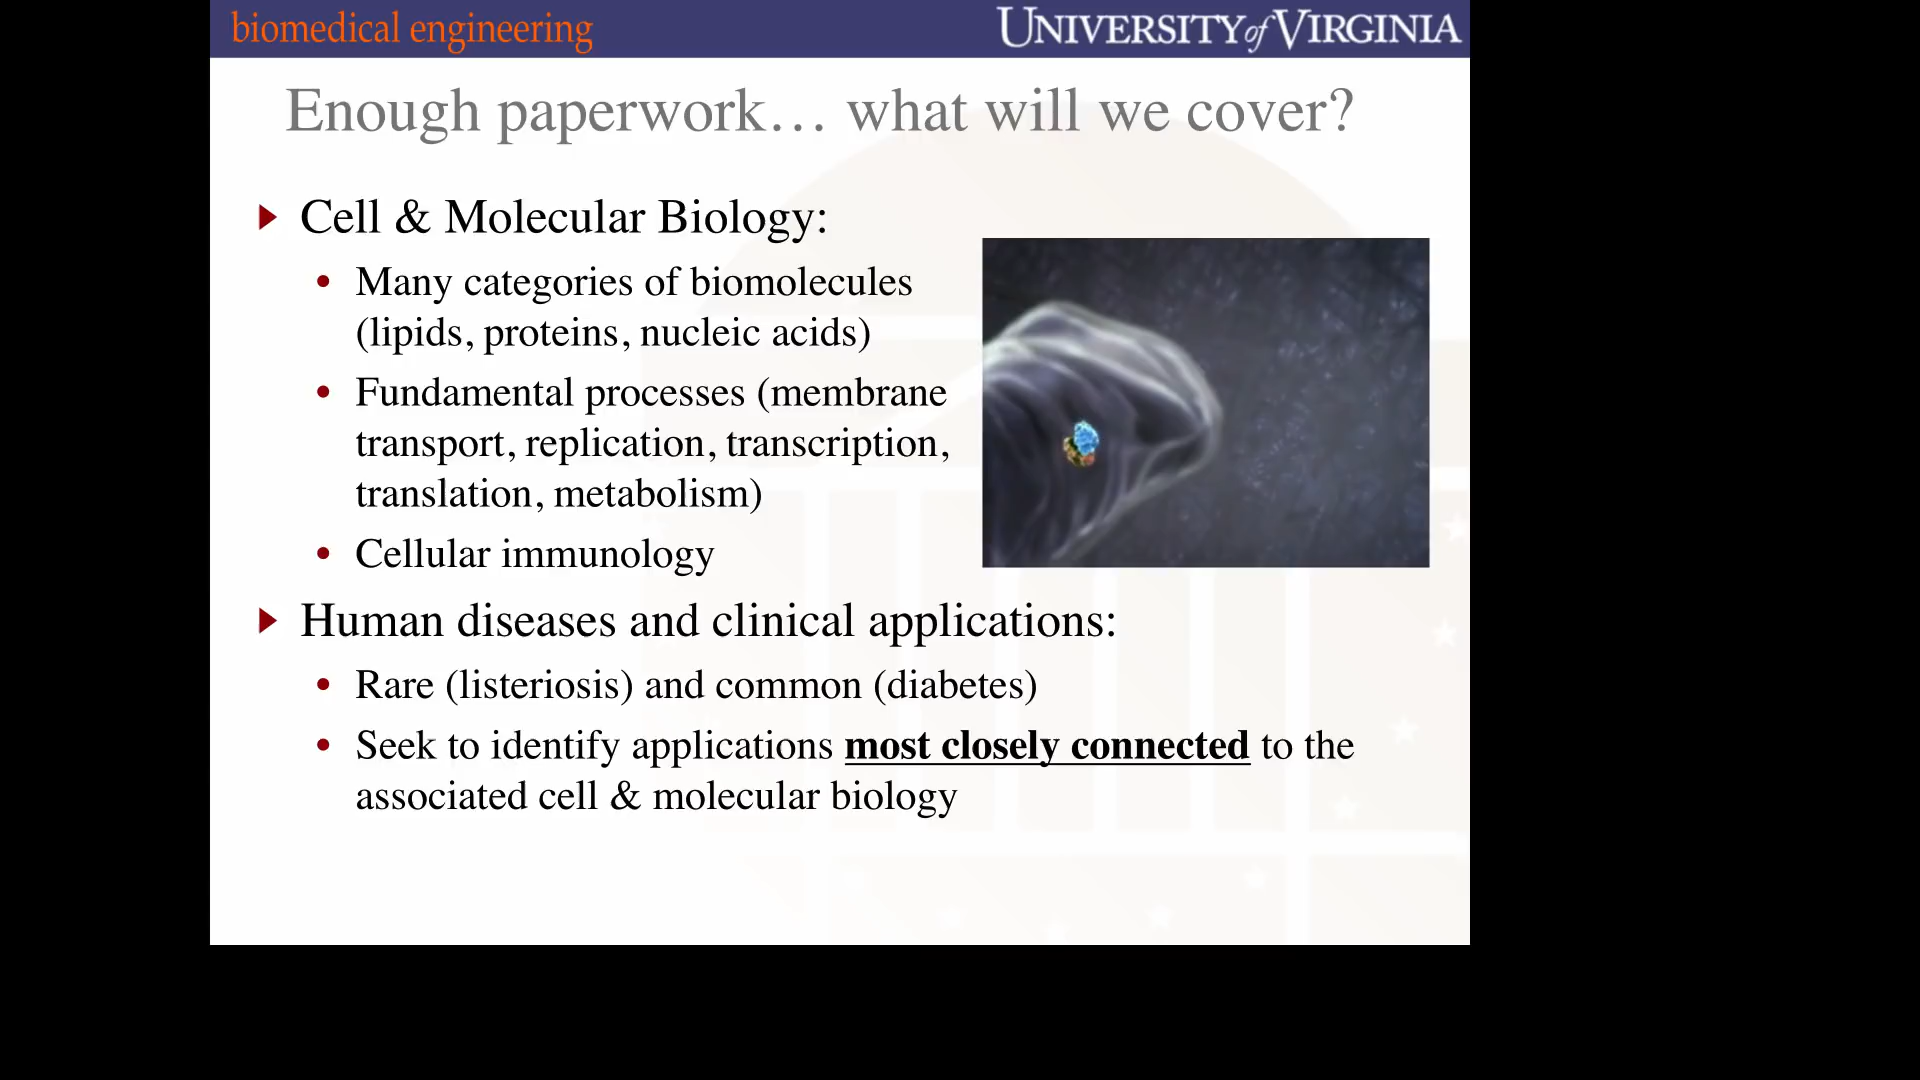 biomedical engineering
UNIVERSITY of VIRGINIA
Enough paperwork… what will we cover?
Cell & Molecular Biology:
Many categories of biomolecules
(lipids, proteins, nucleic acids)
Fundamental processes (membrane
transport, replication, transcription,
translation, metabolism)
Cellular immunology
Human diseases and clinical applications:
Rare (listeriosis) and common (diabetes)
Seek to identify applications most closely connected to the
associated cell & molecular biology